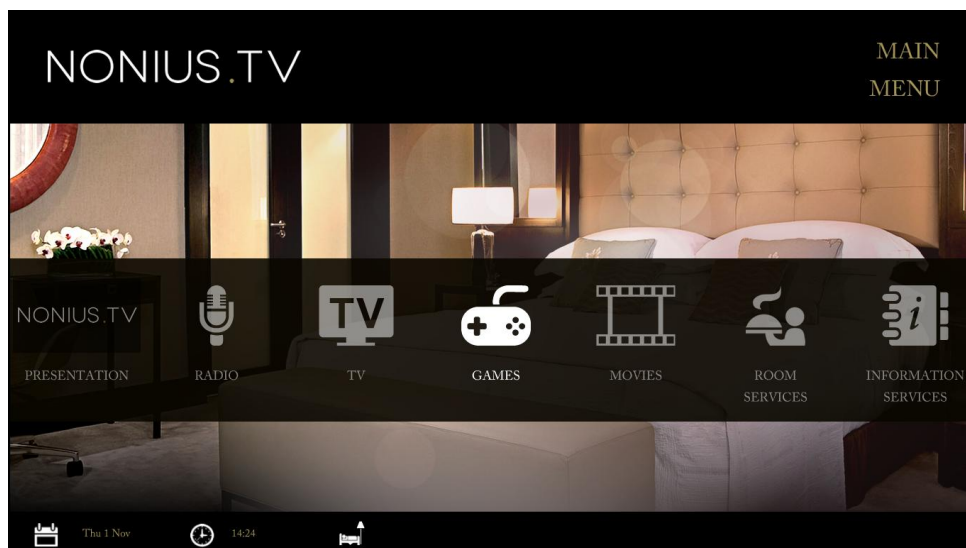 NONIUS.TV
MAIN
MENU
NONIUS.TV
TV
i
PRESENTATION
RADIO
TV
GAMES
MOVIES
ROOM
SERVICES
INFORMATION
SERVICES
Thu 1 Nov
14:24